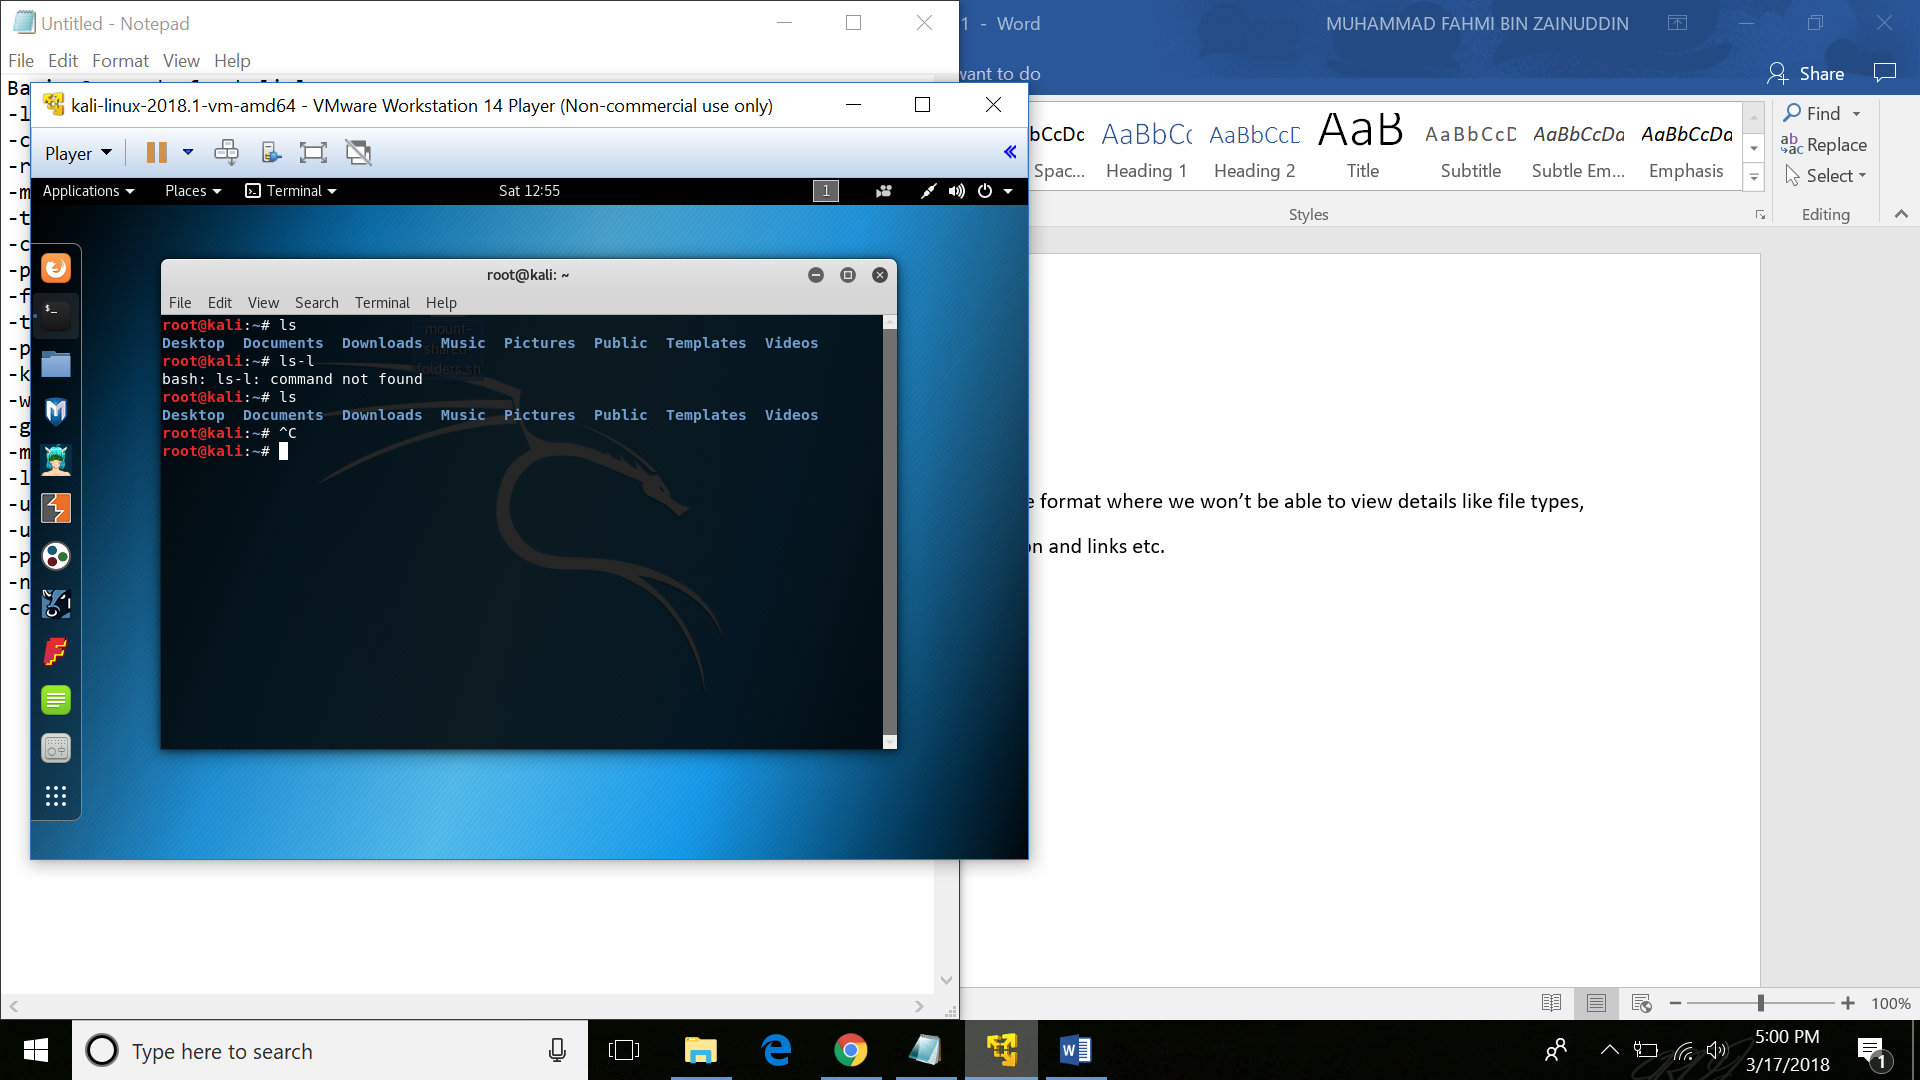 Untitled - Notepad
File Edit Format View Help
-l
-c
-r
-m
-t
-c
-p
-f
-t
-p
-k
-w
-g
-m
-l
-u
-u
-p
-n
-c
1 - Word
MUHAMMAD FAHMI BIN ZAINUDDIN
want to do
Share
AaBbCcD AaB AaBbCcD AaBbCcDa AaBbCcDa
Spac... Heading 1 Heading 2 Title Subtitle Subtle Em... Emphasis
Styles
Find
Replace
Select
Editing
format where we won't be able to view details like file types,
and links etc.
100%
kali-linux-2018.1-vm-amd64 - VMware Workstation 14 Player (Non-commercial use only)
Player
Applications Places Terminal Sat 12:55 1
root@kali: ~
File Edit View Search Terminal Help
root@kali:~# ls
Desktop Documents Downloads Music Pictures Public Templates Videos
root@kali:~# ls-l
bash: ls-l: command not found
root@kali:~# ls
Desktop Documents Downloads Music Pictures Public Templates Videos
root@kali:~# ^C
root@kali:~#
mount-
shared-
folders.sh
Type here to search
5:00 PM
3/17/2018
1